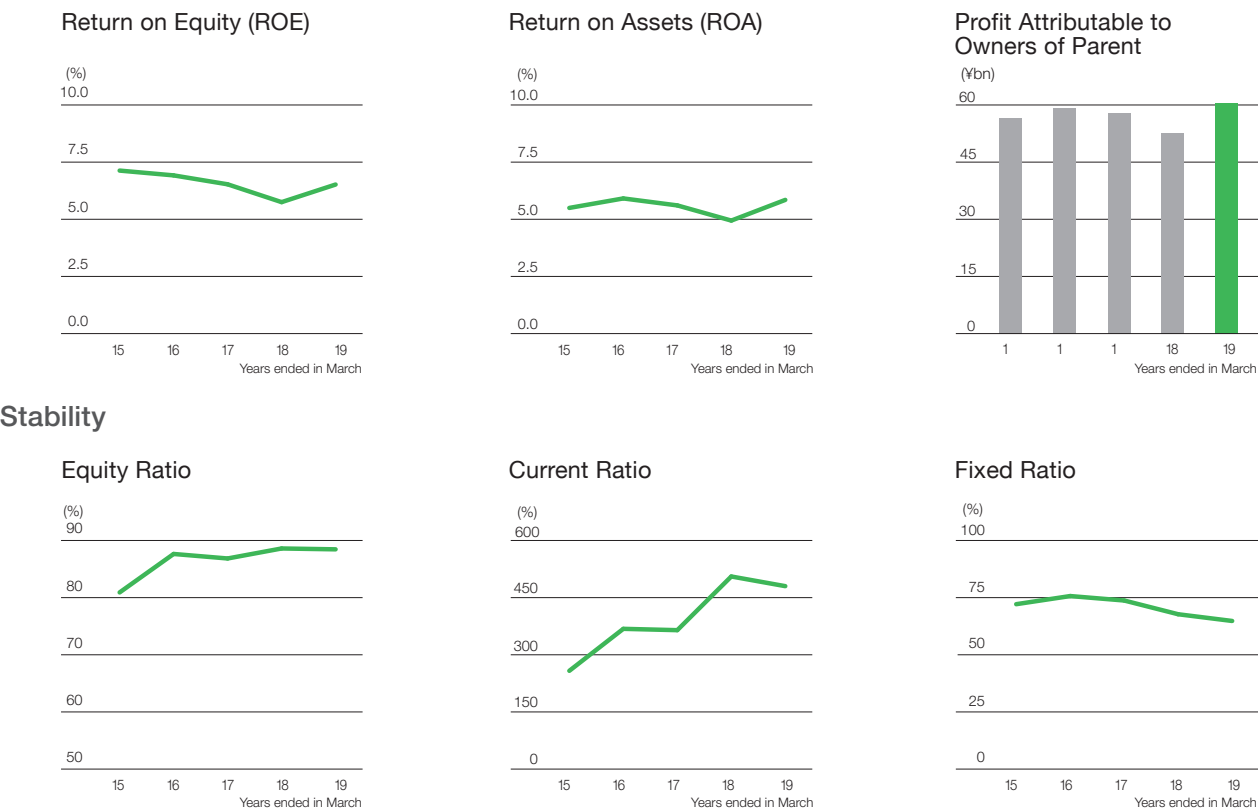 Return on Equity (ROE)
(%)
10.0
7.5
5.0
2.5
0.0
15 16 17 18 19
Years ended in March
Return on Assets (ROA)
(%)
10.0
7.5
5.0
2.5
0.0
15 16 17 18 19
Years ended in March
Profit Attributable to
Owners of Parent
(¥bn)
60
45
30
15
0
1 1 1 18 19
Years ended in March
Stability
Equity Ratio
(%)
90
80
70
60
50
15 16 17 18 19
Years ended in March
Current Ratio
(%)
600
450
300
150
0
15 16 17 18 19
Years ended in March
Fixed Ratio
(%)
100
75
50
25
0
15 16 17 18 19
Years ended in March